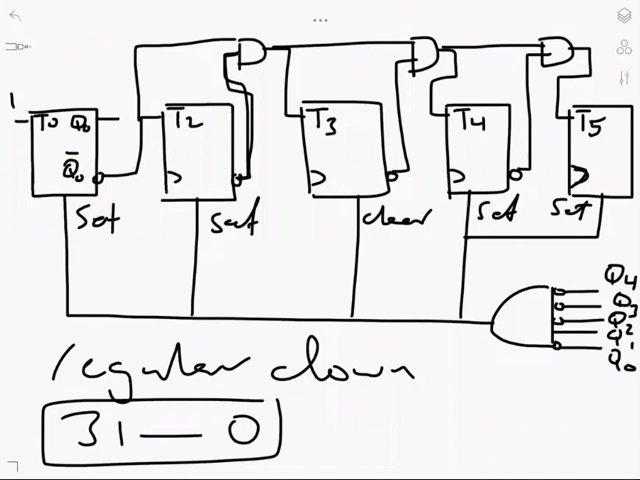 1
T0 Q0
Q̄0
T2
T3
T4
T5
Set
Set
clear
Set
Set
Q4
Q3
Q2
Q1
Q0
regular down
31 — 0